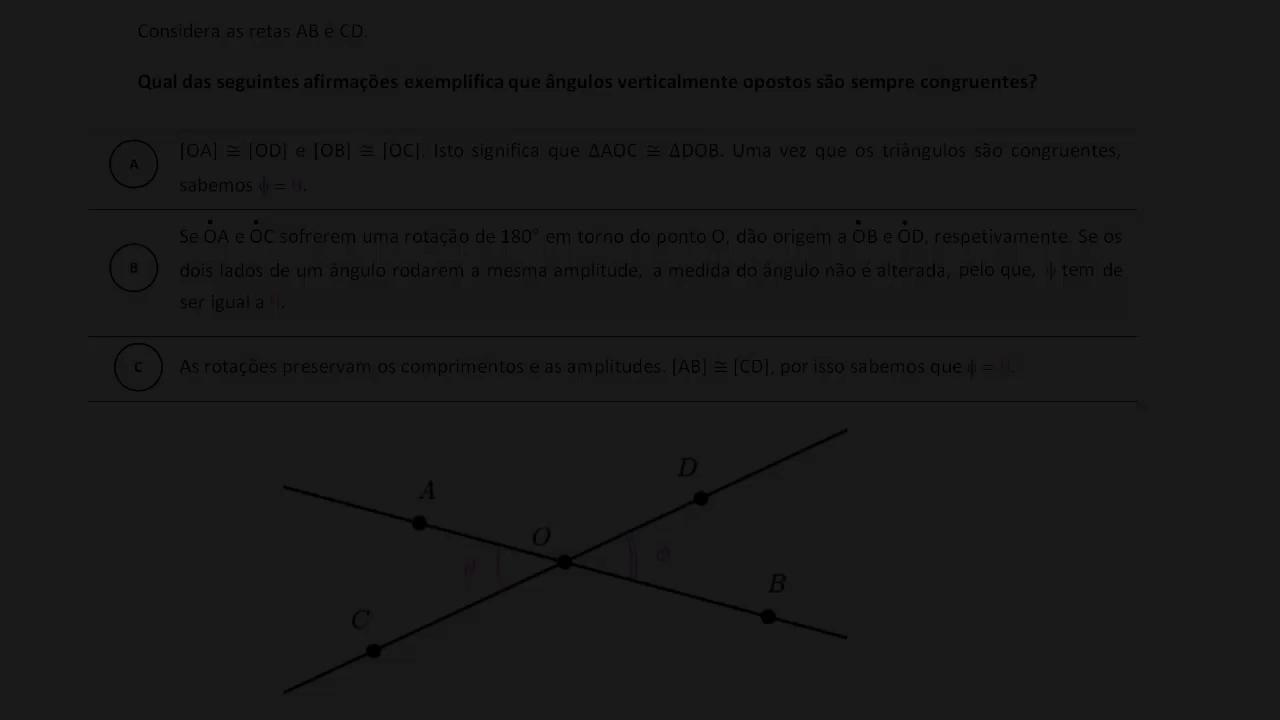 Considera as retas AB e CD.
Qual das seguintes afirmações exemplifica que ângulos verticalmente opostos são sempre congruentes?
A
[OA] ≅ [OD] e [OB] ≅ [OC]. Isto significa que ΔAOC ≅ ΔDOB. Uma vez que os triângulos são congruentes,
sabemos ϕ = θ.
B
Se ȮA e ȮC sofrerem uma rotação de 180° em torno do ponto O, dão origem a ȮB e ȮD, respetivamente. Se os
dois lados de um ângulo rodarem a mesma amplitude, a medida do ângulo não é alterada, pelo que, ϕ tem de
ser igual a θ.
C
As rotações preservam os comprimentos e as amplitudes. [AB] ≅ [CD], por isso sabemos que ϕ = θ.
D
A
O
θ
ϕ
B
C